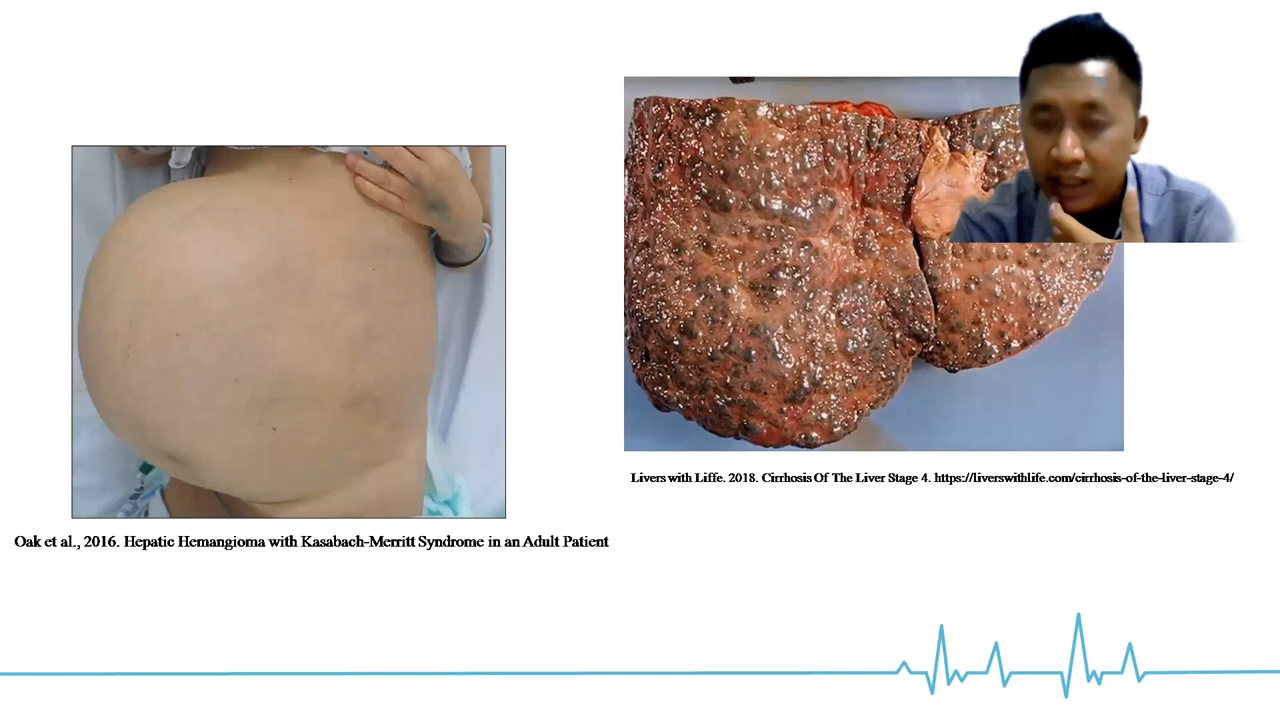 Livers with Liffe. 2018. Cirrhosis Of The Liver Stage 4. https://liverswithlife.com/cirrhosis-of-the-liver-stage-4/
Oak et al., 2016. Hepatic Hemangioma with Kasabach-Merritt Syndrome in an Adult Patient